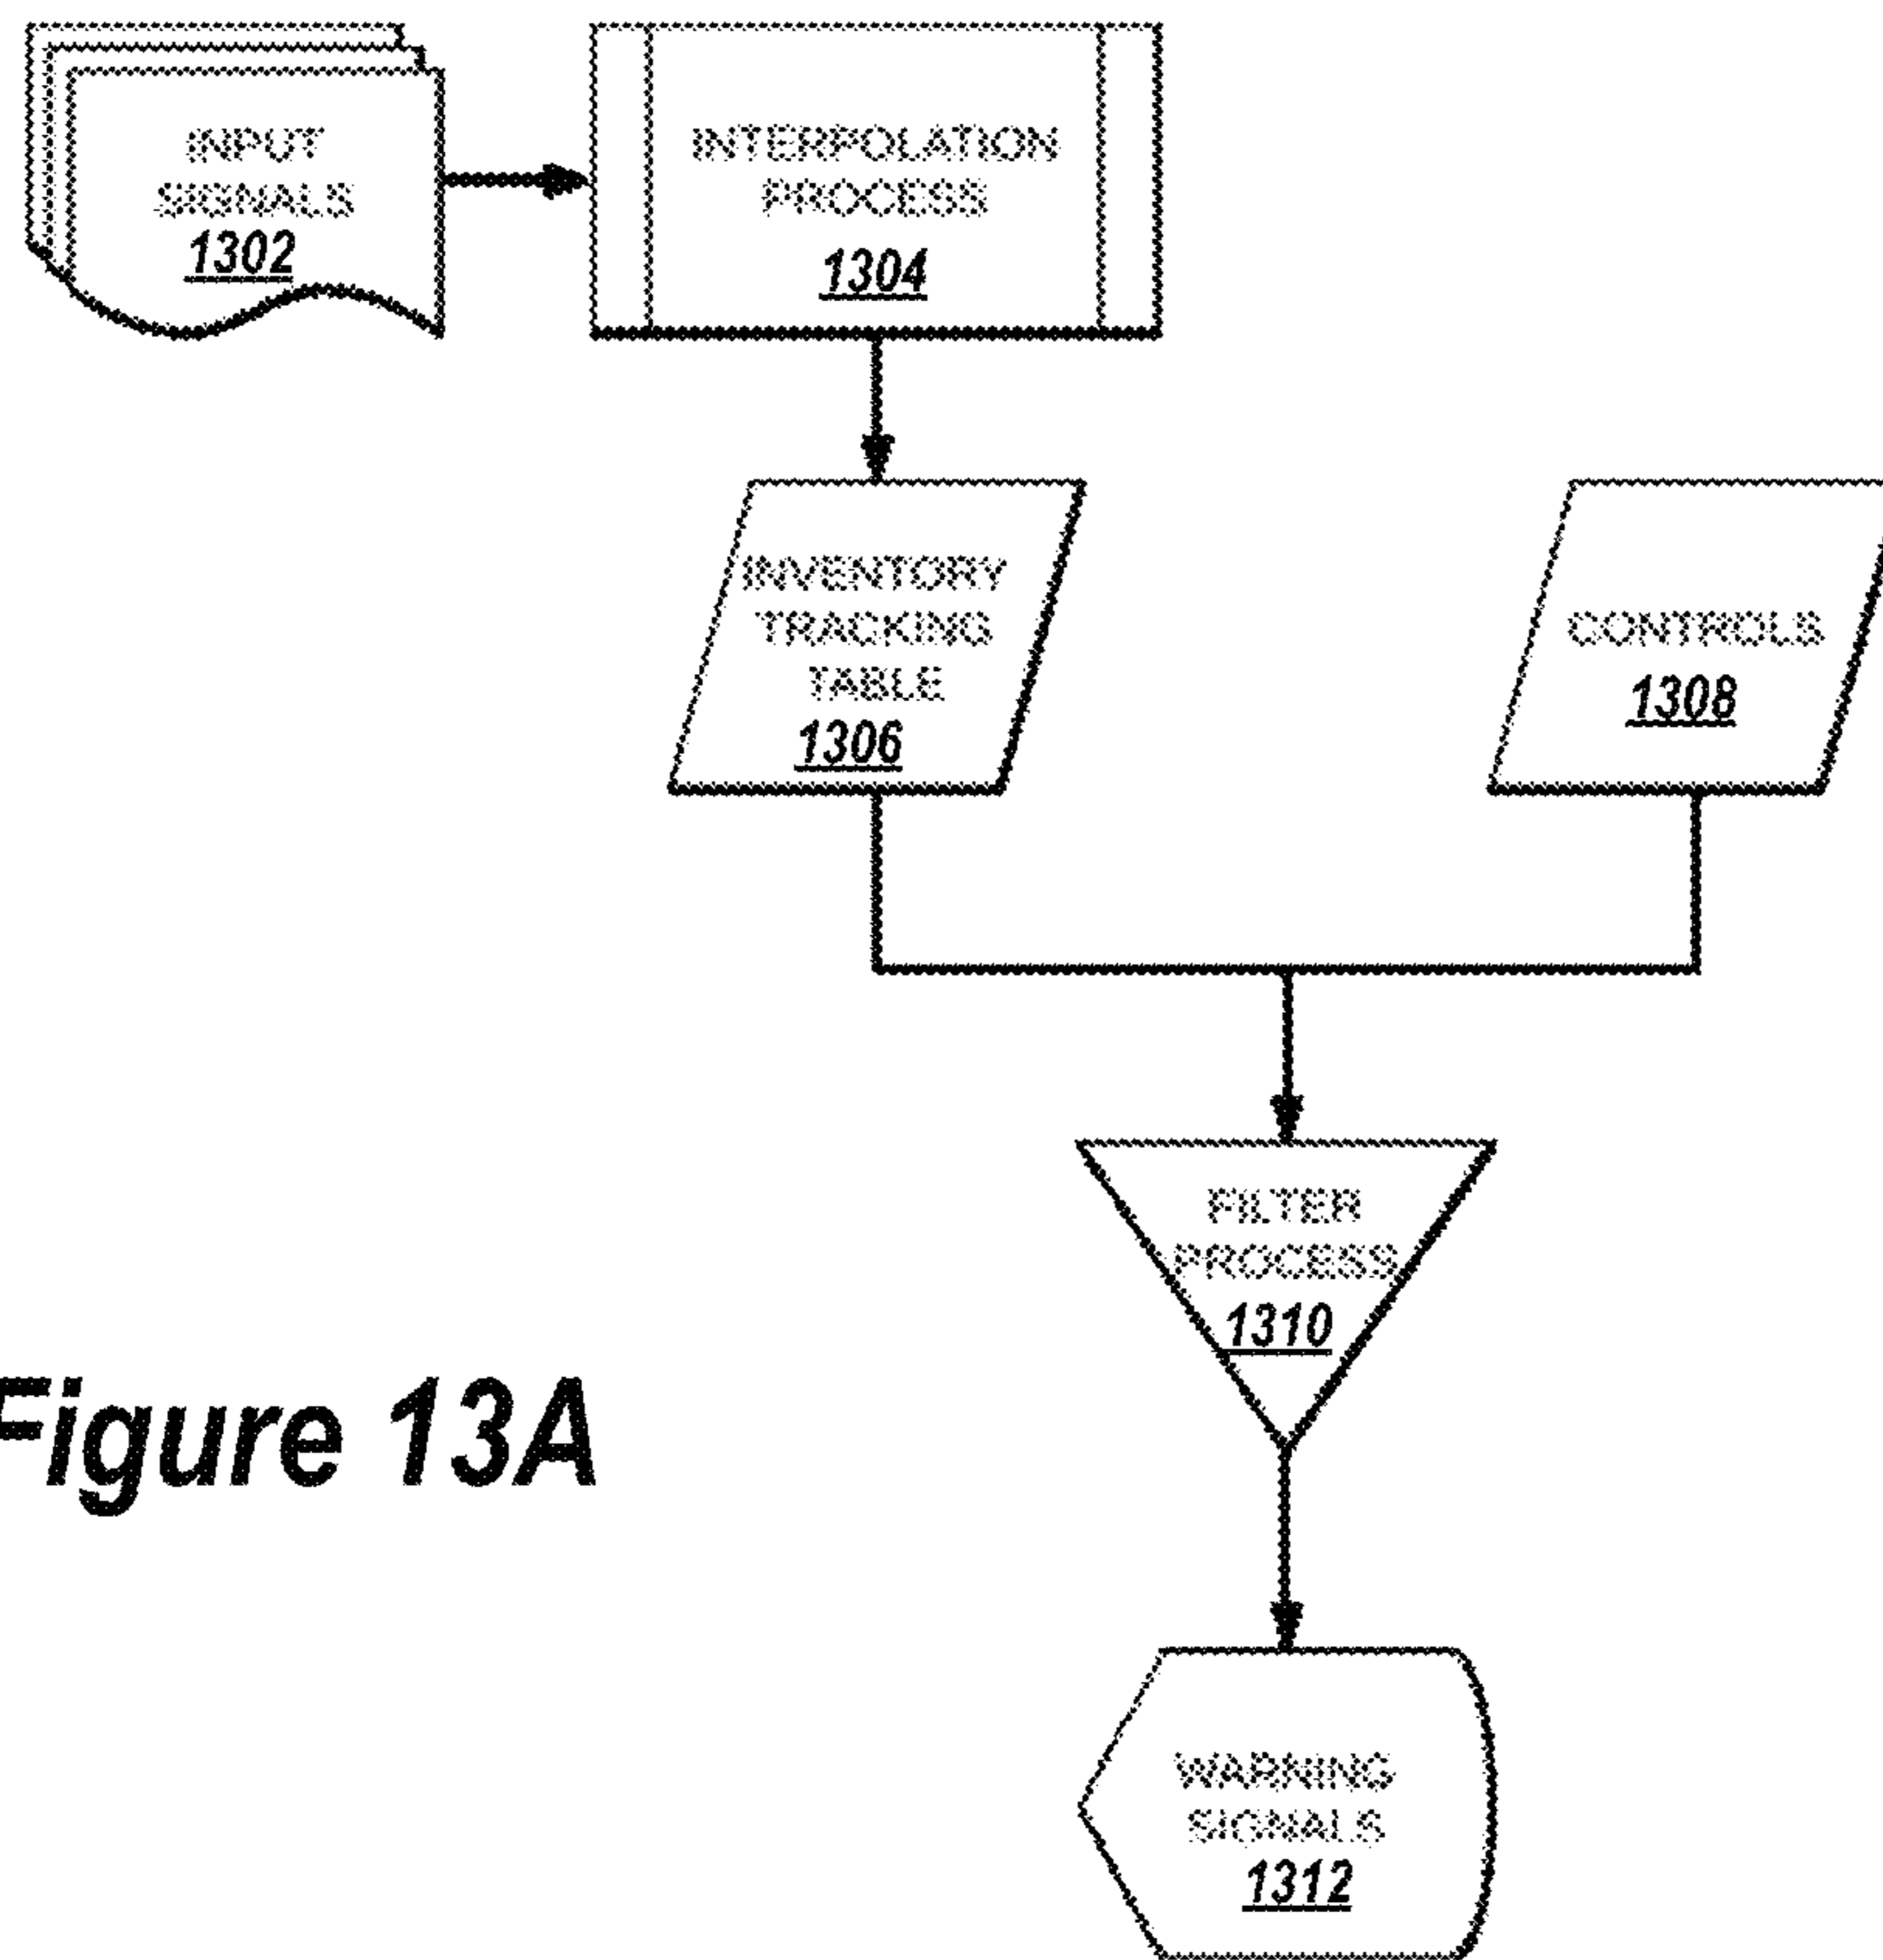 INPUT
SIGNALS
1302
INTERPOLATION
PROCESS
1304
INVENTORY
TRACKING
TABLE
1306
CONTROLS
1308
FILTER
PROCESS
1310
Figure 13A
WARNING
SIGNALS
1312